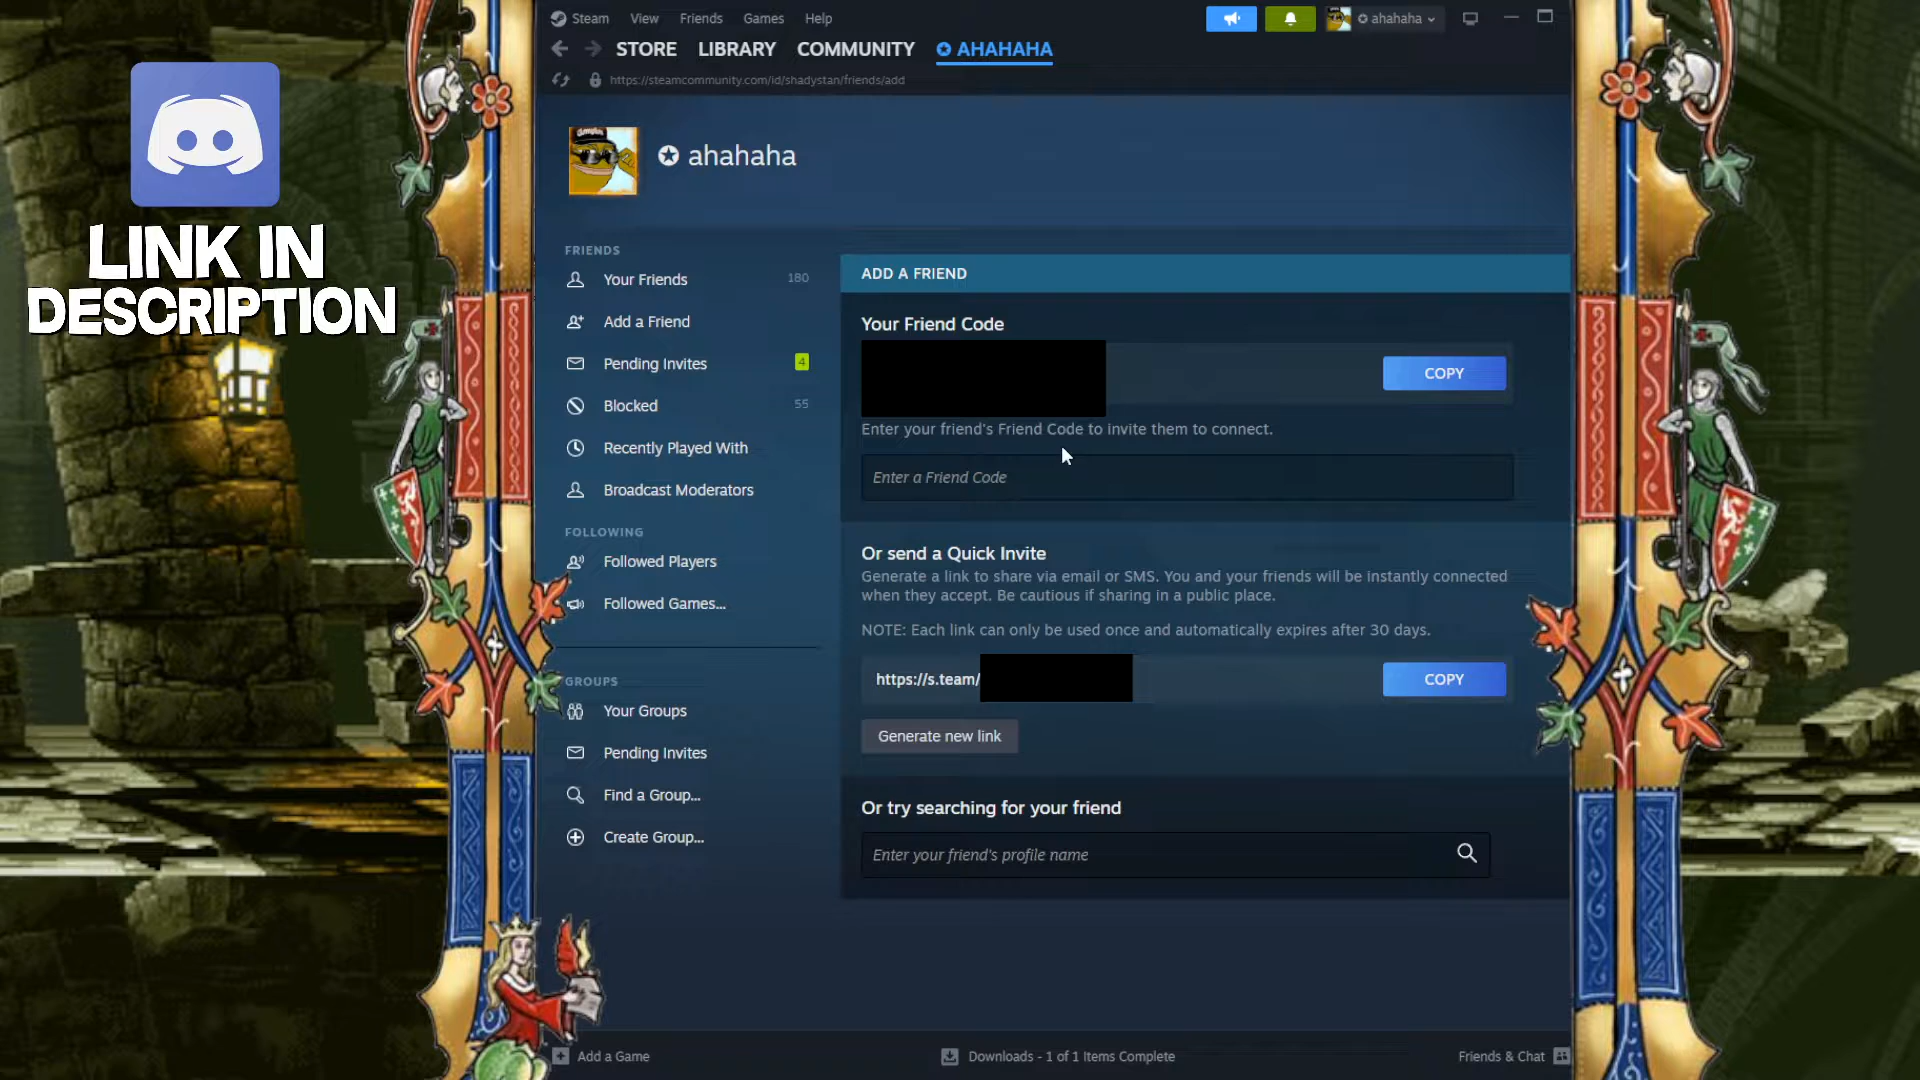 Steam View Friends Games Help
ahahaha
STORE LIBRARY COMMUNITY AHAHAHA
https://steamcommunity.com/id/shadystan/friends/add
LINK IN
DESCRIPTION
ahahaha
FRIENDS
Your Friends 180
Add a Friend
Pending Invites 4
Blocked 55
Recently Played With
Broadcast Moderators
FOLLOWING
Followed Players
Followed Games...
GROUPS
Your Groups
Pending Invites
Find a Group...
Create Group...
ADD A FRIEND
Your Friend Code
COPY
Enter your friend's Friend Code to invite them to connect.
Enter a Friend Code
Or send a Quick Invite
Generate a link to share via email or SMS. You and your friends will be instantly connected
when they accept. Be cautious if sharing in a public place.
NOTE: Each link can only be used once and automatically expires after 30 days.
https://s.team/
COPY
Generate new link
Or try searching for your friend
Enter your friend's profile name
Add a Game
Downloads - 1 of 1 Items Complete
Friends & Chat